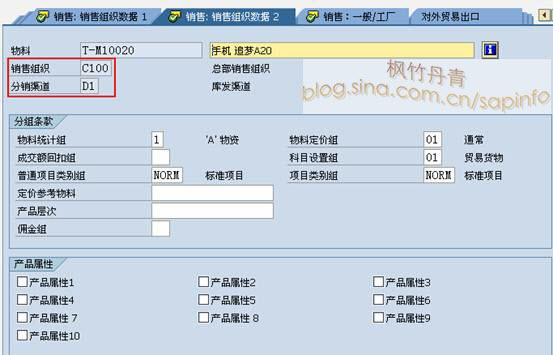 销售: 销售组织数据 1 销售: 销售组织数据 2 销售：一般/工厂 对外贸易出口
物料 T-M10020 手机 追梦A20
销售组织 C100 总部销售组织
分销渠道 D1 库发渠道
枫竹丹青
blog.sina.com.cn/sapinfo
分组条款
物料统计组 1 'A' 物资 物料定价组 01 通常
成交额回扣组 科目设置组 01 贸易货物
普通项目类别组 NORM 标准项目 项目类别组 NORM 标准项目
定价参考物料
产品层次
佣金组
产品属性
产品属性1 产品属性2 产品属性3
产品属性4 产品属性5 产品属性6
产品属性 7 产品属性 8 产品属性9
产品属性10